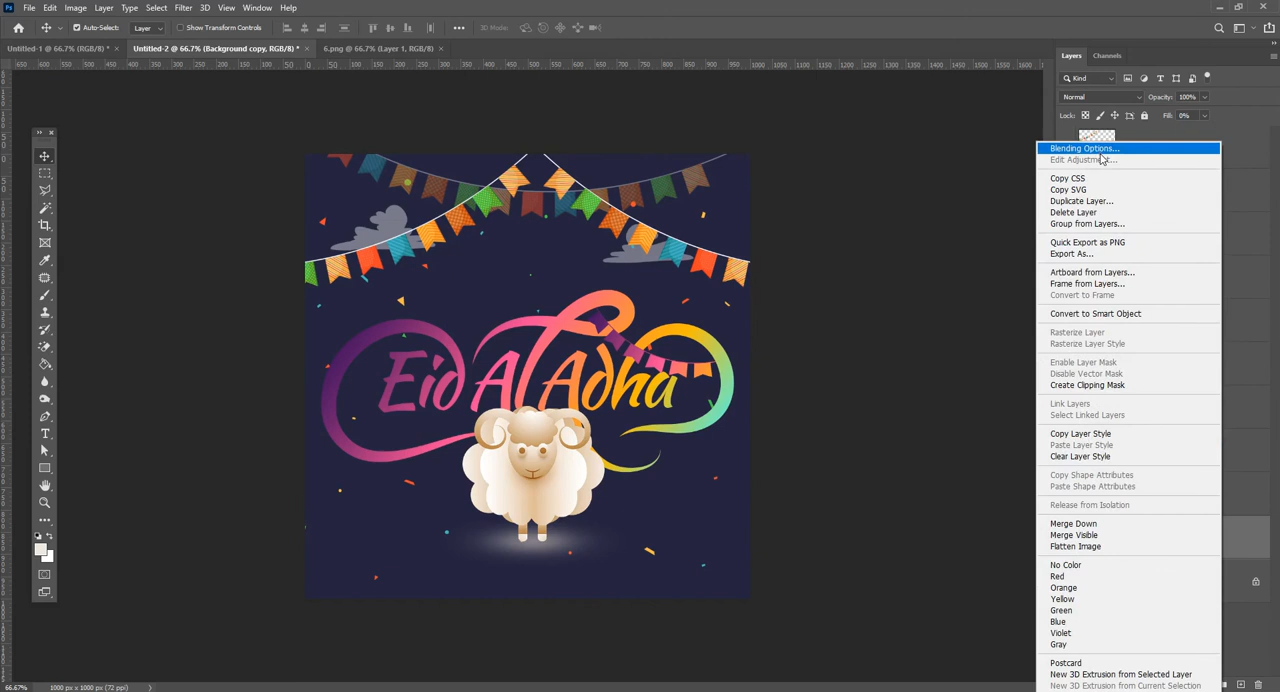 File Edit Image Layer Type Select Filter 3D View Window Help
Auto-Select: Layer Show Transform Controls 3D Mode:
Untitled-1 @ 66.7% (RGB/8) * Untitled-2 @ 66.7% (Background copy, RGB/8) * 6.png @ 66.7% (Layer 1, RGB/8)
Layers Channels
Kind
Normal Opacity: 100%
Lock: Fill: 0%
Blending Options...
Edit Adjustment...
Copy CSS
Copy SVG
Duplicate Layer...
Delete Layer
Group from Layers...
Quick Export as PNG
Export As...
Artboard from Layers...
Frame from Layers...
Convert to Frame
Convert to Smart Object
Rasterize Layer
Rasterize Layer Style
Enable Layer Mask
Disable Vector Mask
Create Clipping Mask
Link Layers
Select Linked Layers
Copy Layer Style
Paste Layer Style
Clear Layer Style
Copy Shape Attributes
Paste Shape Attributes
Release from Isolation
Merge Down
Merge Visible
Flatten Image
No Color
Red
Orange
Yellow
Green
Blue
Violet
Gray
Postcard
New 3D Extrusion from Selected Layer
New 3D Extrusion from Current Selection
Eid Al Adha
66.67% 1000 px x 1000 px (72 ppi)